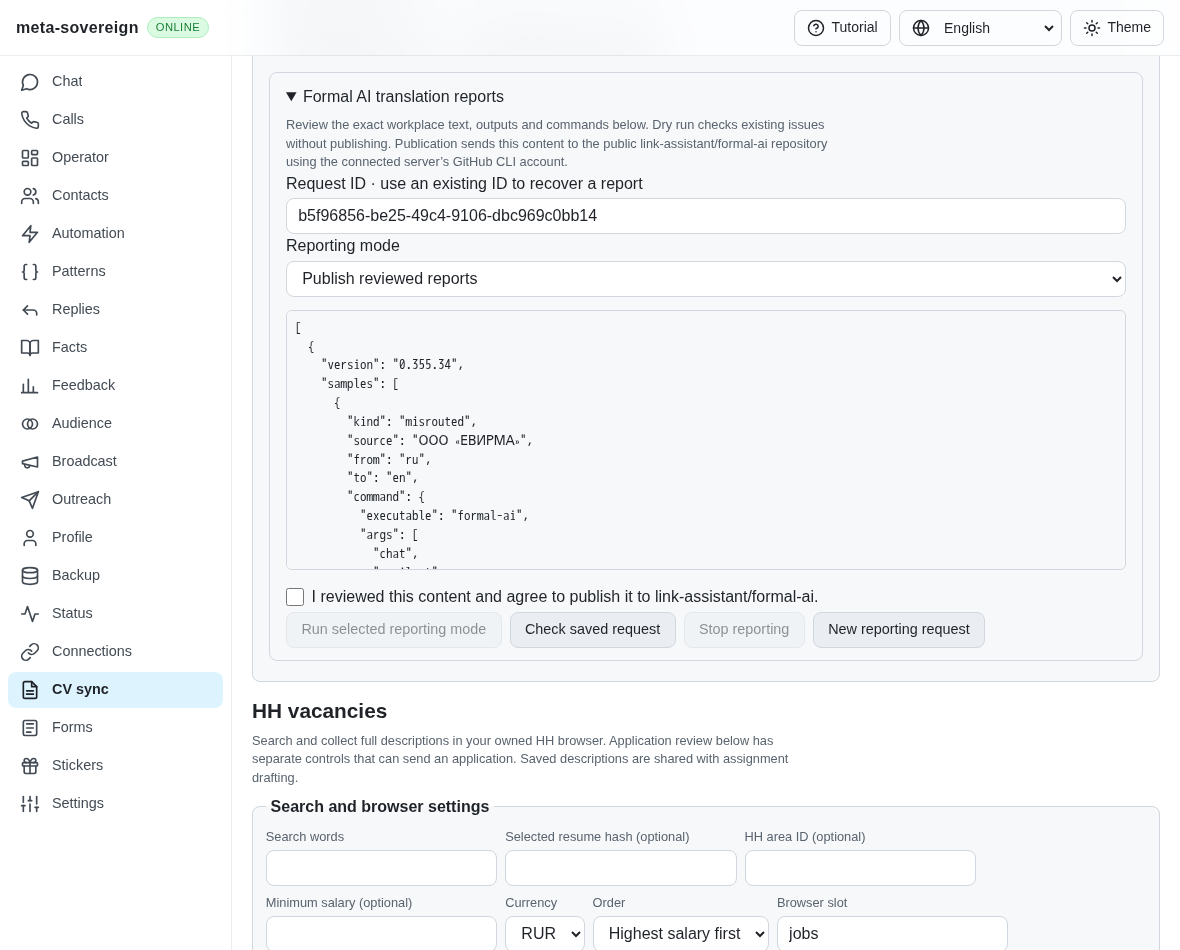 meta-sovereign ONLINE Tutorial English Theme
Chat
Calls
Operator
Contacts
Automation
Patterns
Replies
Facts
Feedback
Audience
Broadcast
Outreach
Profile
Backup
Status
Connections
CV sync
Forms
Stickers
Settings
▼ Formal AI translation reports
Review the exact workplace text, outputs and commands below. Dry run checks existing issues
without publishing. Publication sends this content to the public link-assistant/formal-ai repository
using the connected server’s GitHub CLI account.
Request ID · use an existing ID to recover a report
b5f96856-be25-49c4-9106-dbc969c0bb14
Reporting mode
Publish reviewed reports
[
{
"version": "0.355.34",
"samples": [
{
"kind": "misrouted",
"source": "ООО «ЕВИРМА»",
"from": "ru",
"to": "en",
"command": {
"executable": "formal-ai",
"args": [
"chat",
I reviewed this content and agree to publish it to link-assistant/formal-ai.
Run selected reporting mode Check saved request Stop reporting New reporting request
HH vacancies
Search and collect full descriptions in your owned HH browser. Application review below has
separate controls that can send an application. Saved descriptions are shared with assignment
drafting.
Search and browser settings
Search words Selected resume hash (optional) HH area ID (optional)
Minimum salary (optional) Currency Order Browser slot
RUR Highest salary first jobs